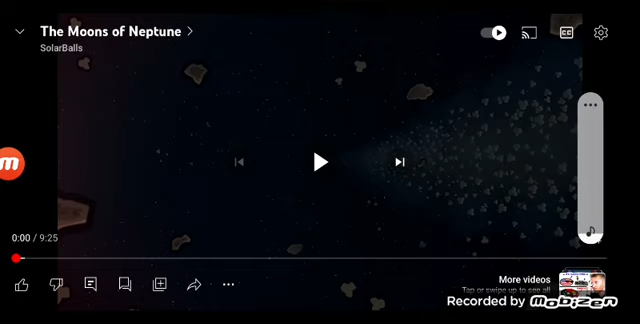 The Moons of Neptune
SolarBalls
CC
m
0:00 / 9:25
More videos
Tap or swipe up to see all
Recorded by Mobizen